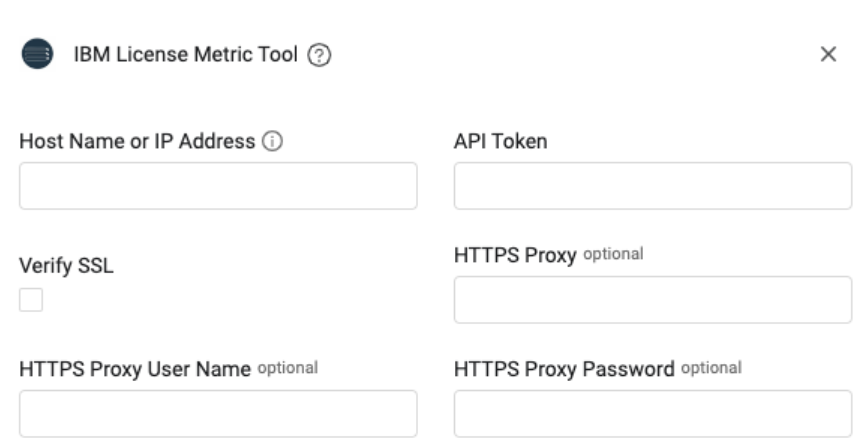 IBM License Metric Tool
Host Name or IP Address
API Token
Verify SSL
HTTPS Proxy optional
HTTPS Proxy User Name optional
HTTPS Proxy Password optional